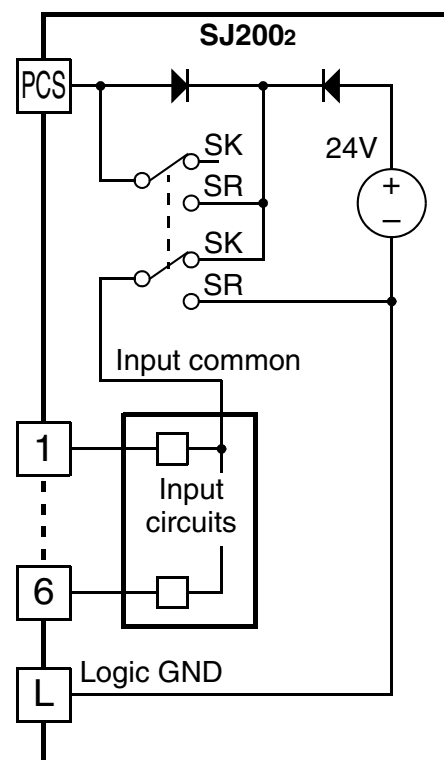 SJ2002
PCS
SK
24V
SR
+
–
SK
SR
Input common
1
Input
circuits
6
Logic GND
L